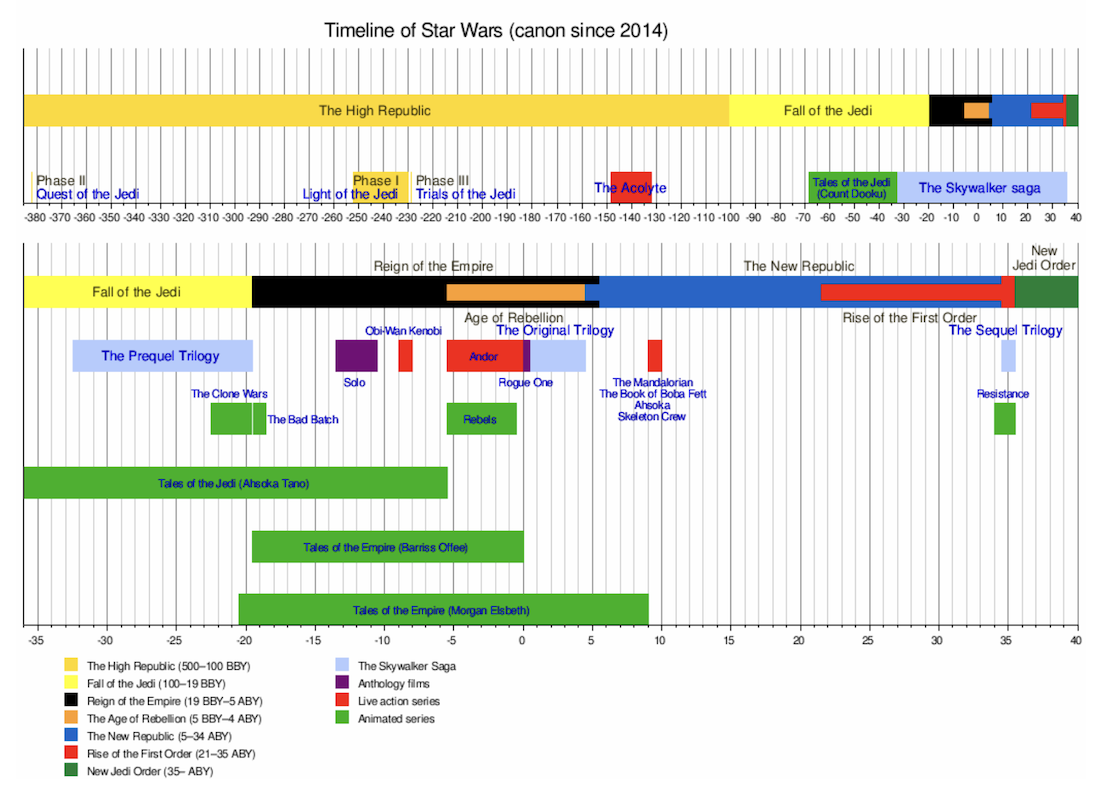 Timeline of Star Wars (canon since 2014)
The High Republic
Fall of the Jedi
Phase II
Quest of the Jedi
Phase I
Light of the Jedi
Phase III
Trials of the Jedi
The Acolyte
Tales of the Jedi
(Count Dooku)
The Skywalker saga
-380 -370 -360 -350 -340 -330 -320 -310 -300 -290 -280 -270 -260 -250 -240 -230 -220 -210 -200 -190 -180 -170 -160 -150 -140 -130 -120 -110 -100 -90 -80 -70 -60 -50 -40 -30 -20 -10 0 10 20 30 40
Reign of the Empire
The New Republic
New
Jedi Order
Fall of the Jedi
Age of Rebellion
Rise of the First Order
Obi-Wan Kenobi
The Original Trilogy
The Sequel Trilogy
The Prequel Trilogy
Andor
Solo
Rogue One
The Mandalorian
The Book of Boba Fett
Ahsoka
Skeleton Crew
The Clone Wars
Resistance
The Bad Batch
Rebels
Tales of the Jedi (Ahsoka Tano)
Tales of the Empire (Barriss Offee)
Tales of the Empire (Morgan Elsbeth)
-35 -30 -25 -20 -15 -10 -5 0 5 10 15 20 25 30 35 40
The High Republic (500–100 BBY)
Fall of the Jedi (100–19 BBY)
Reign of the Empire (19 BBY–5 ABY)
The Age of Rebellion (5 BBY–4 ABY)
The New Republic (5–34 ABY)
Rise of the First Order (21–35 ABY)
New Jedi Order (35– ABY)
The Skywalker Saga
Anthology films
Live action series
Animated series